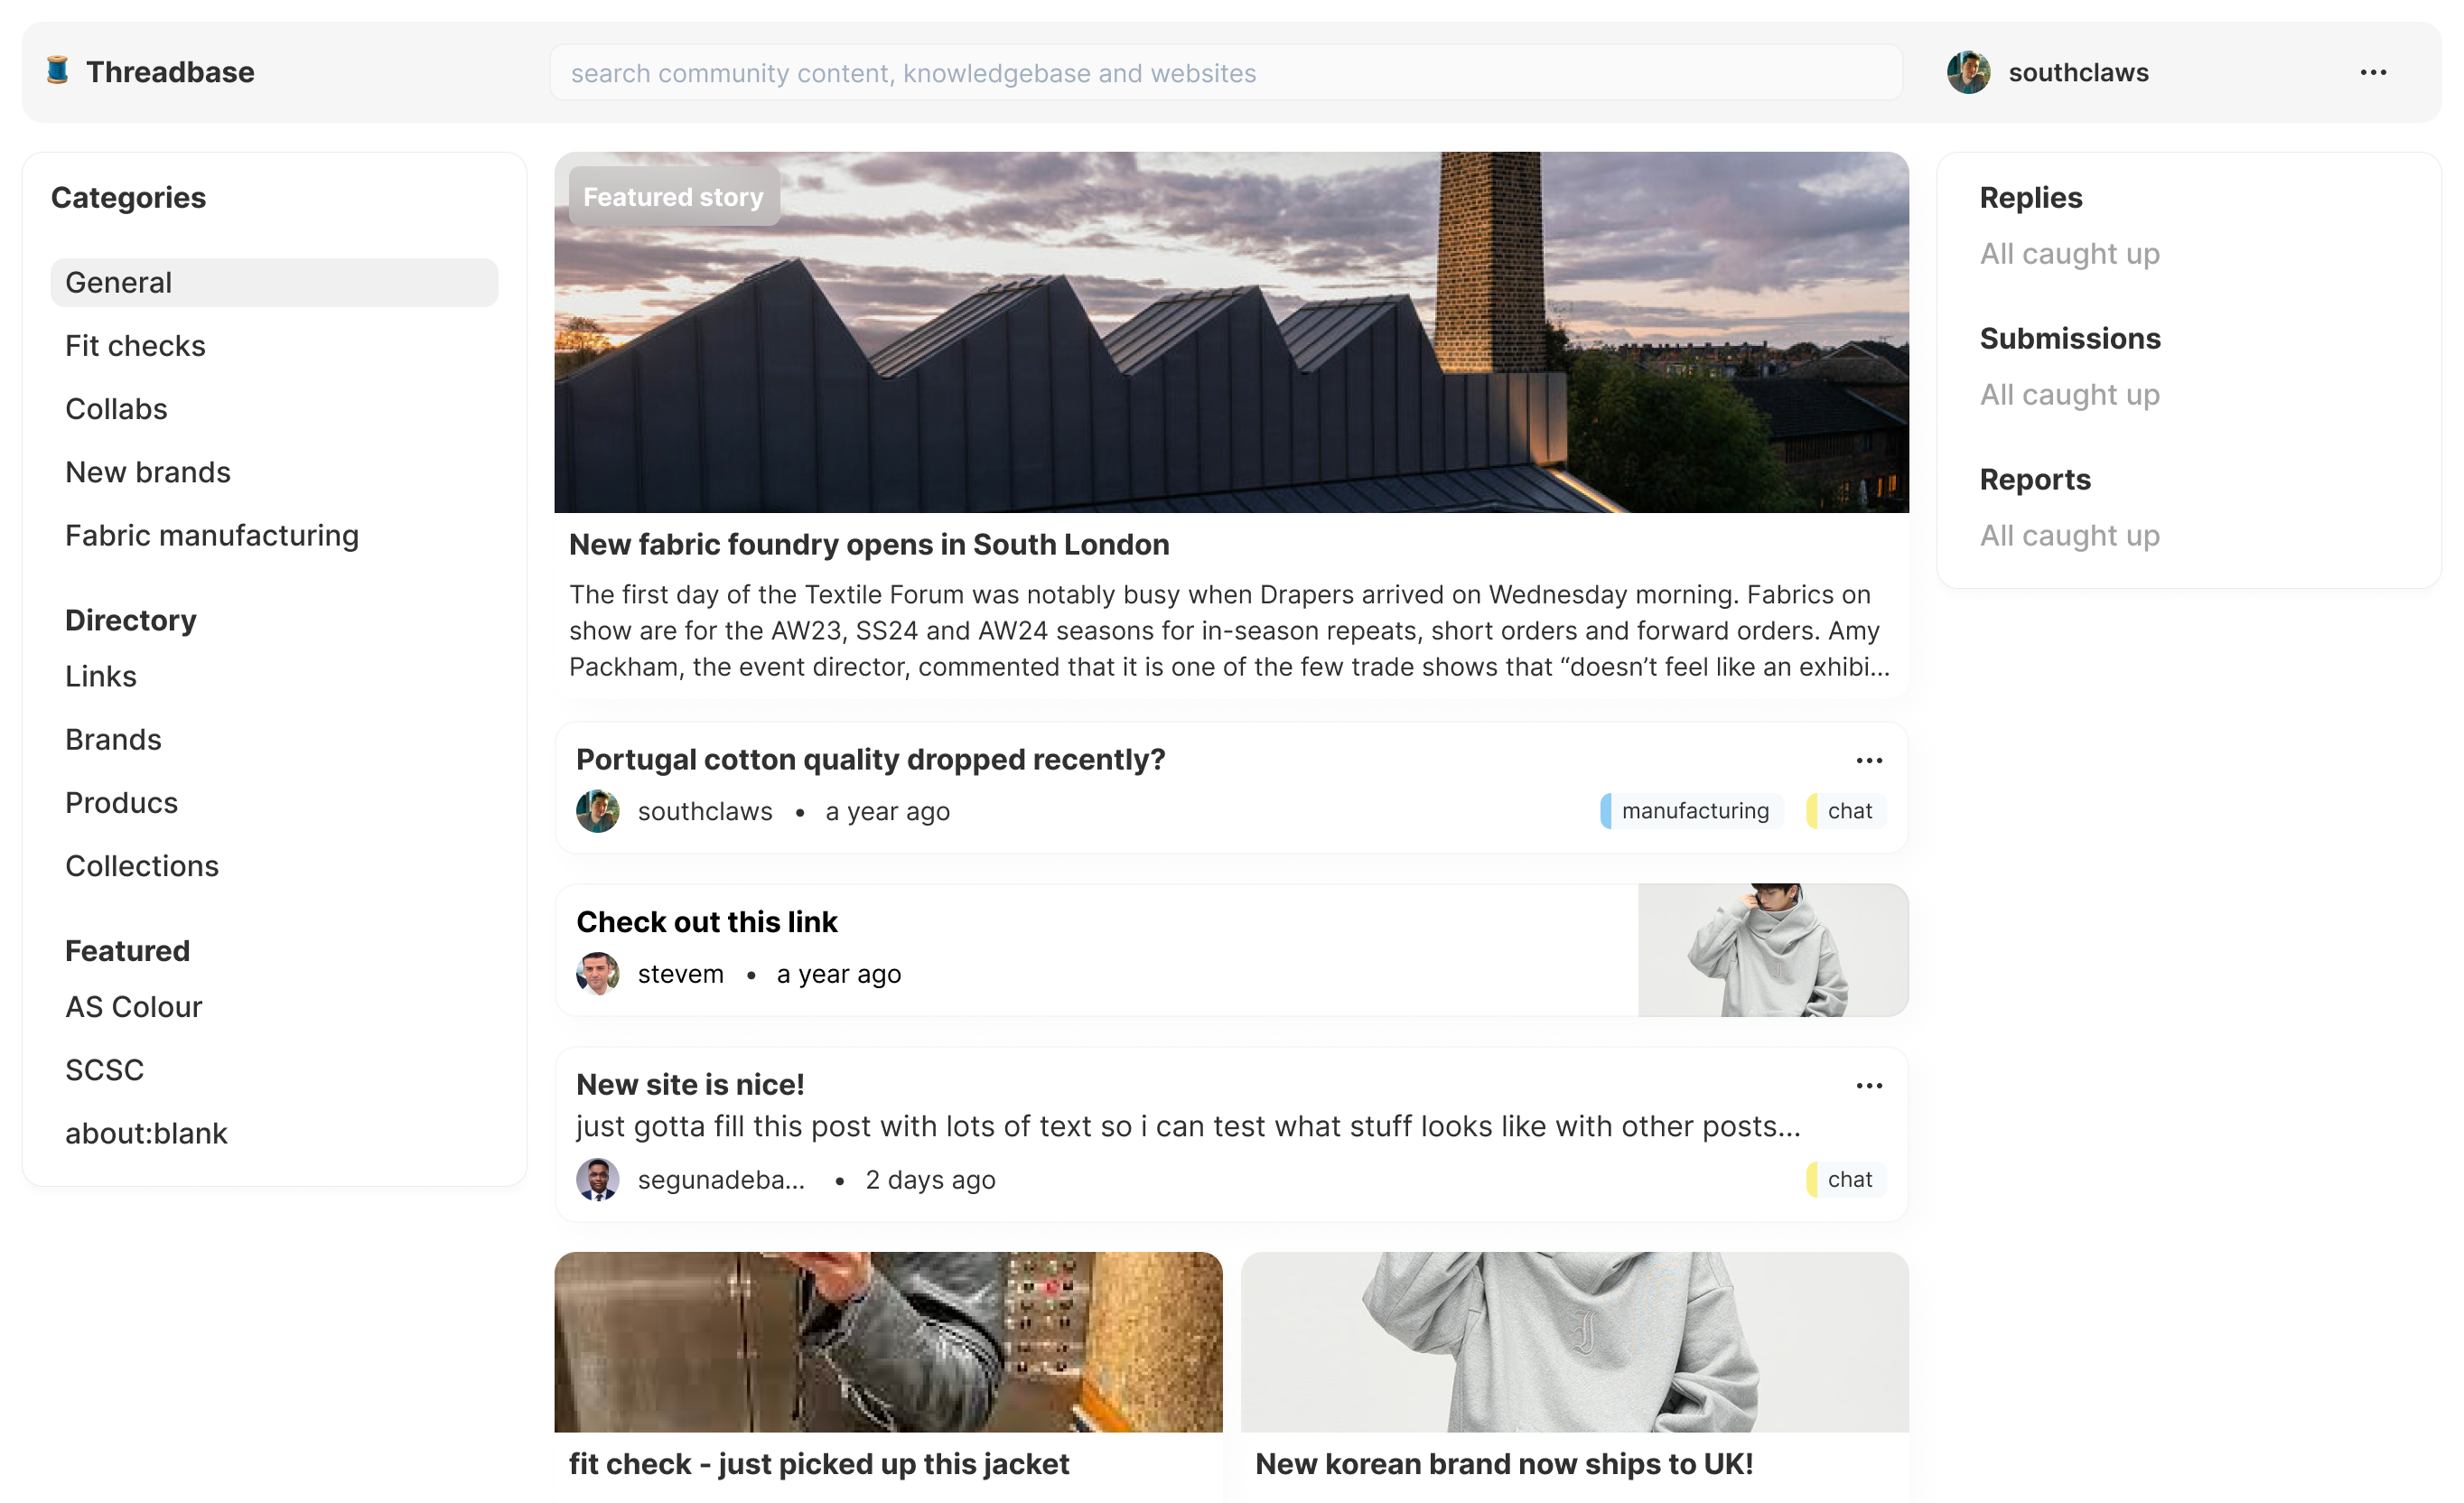 Threadbase
search community content, knowledgebase and websites
southclaws
Categories
General
Fit checks
Collabs
New brands
Fabric manufacturing
Directory
Links
Brands
Producs
Collections
Featured
AS Colour
SCSC
about:blank
Featured story
New fabric foundry opens in South London
The first day of the Textile Forum was notably busy when Drapers arrived on Wednesday morning. Fabrics on
show are for the AW23, SS24 and AW24 seasons for in-season repeats, short orders and forward orders. Amy
Packham, the event director, commented that it is one of the few trade shows that “doesn’t feel like an exhibi...
Portugal cotton quality dropped recently?
southclaws • a year ago
manufacturing
chat
Check out this link
stevem • a year ago
New site is nice!
just gotta fill this post with lots of text so i can test what stuff looks like with other posts...
segunadeba... • 2 days ago
chat
fit check - just picked up this jacket
New korean brand now ships to UK!
Replies
All caught up
Submissions
All caught up
Reports
All caught up